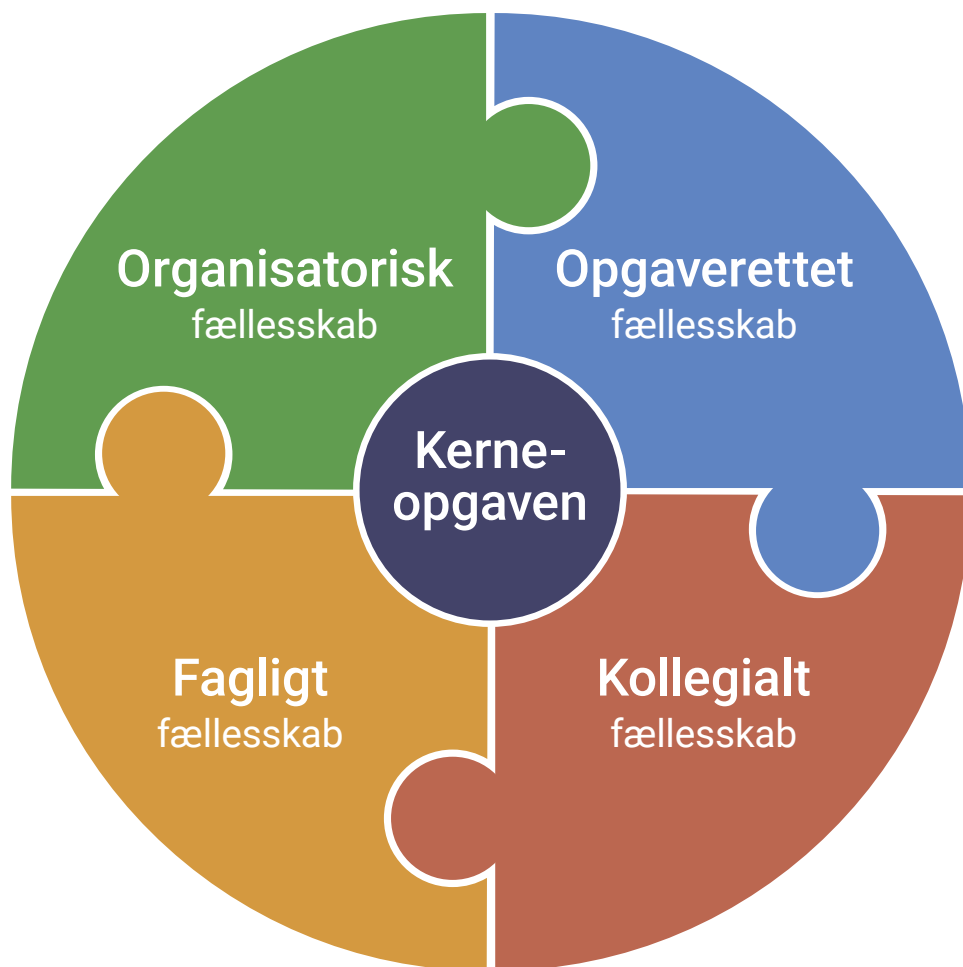 Organisatorisk
fællesskab
Opgaverettet
fællesskab
Kerne-
opgaven
Fagligt
fællesskab
Kollegialt
fællesskab